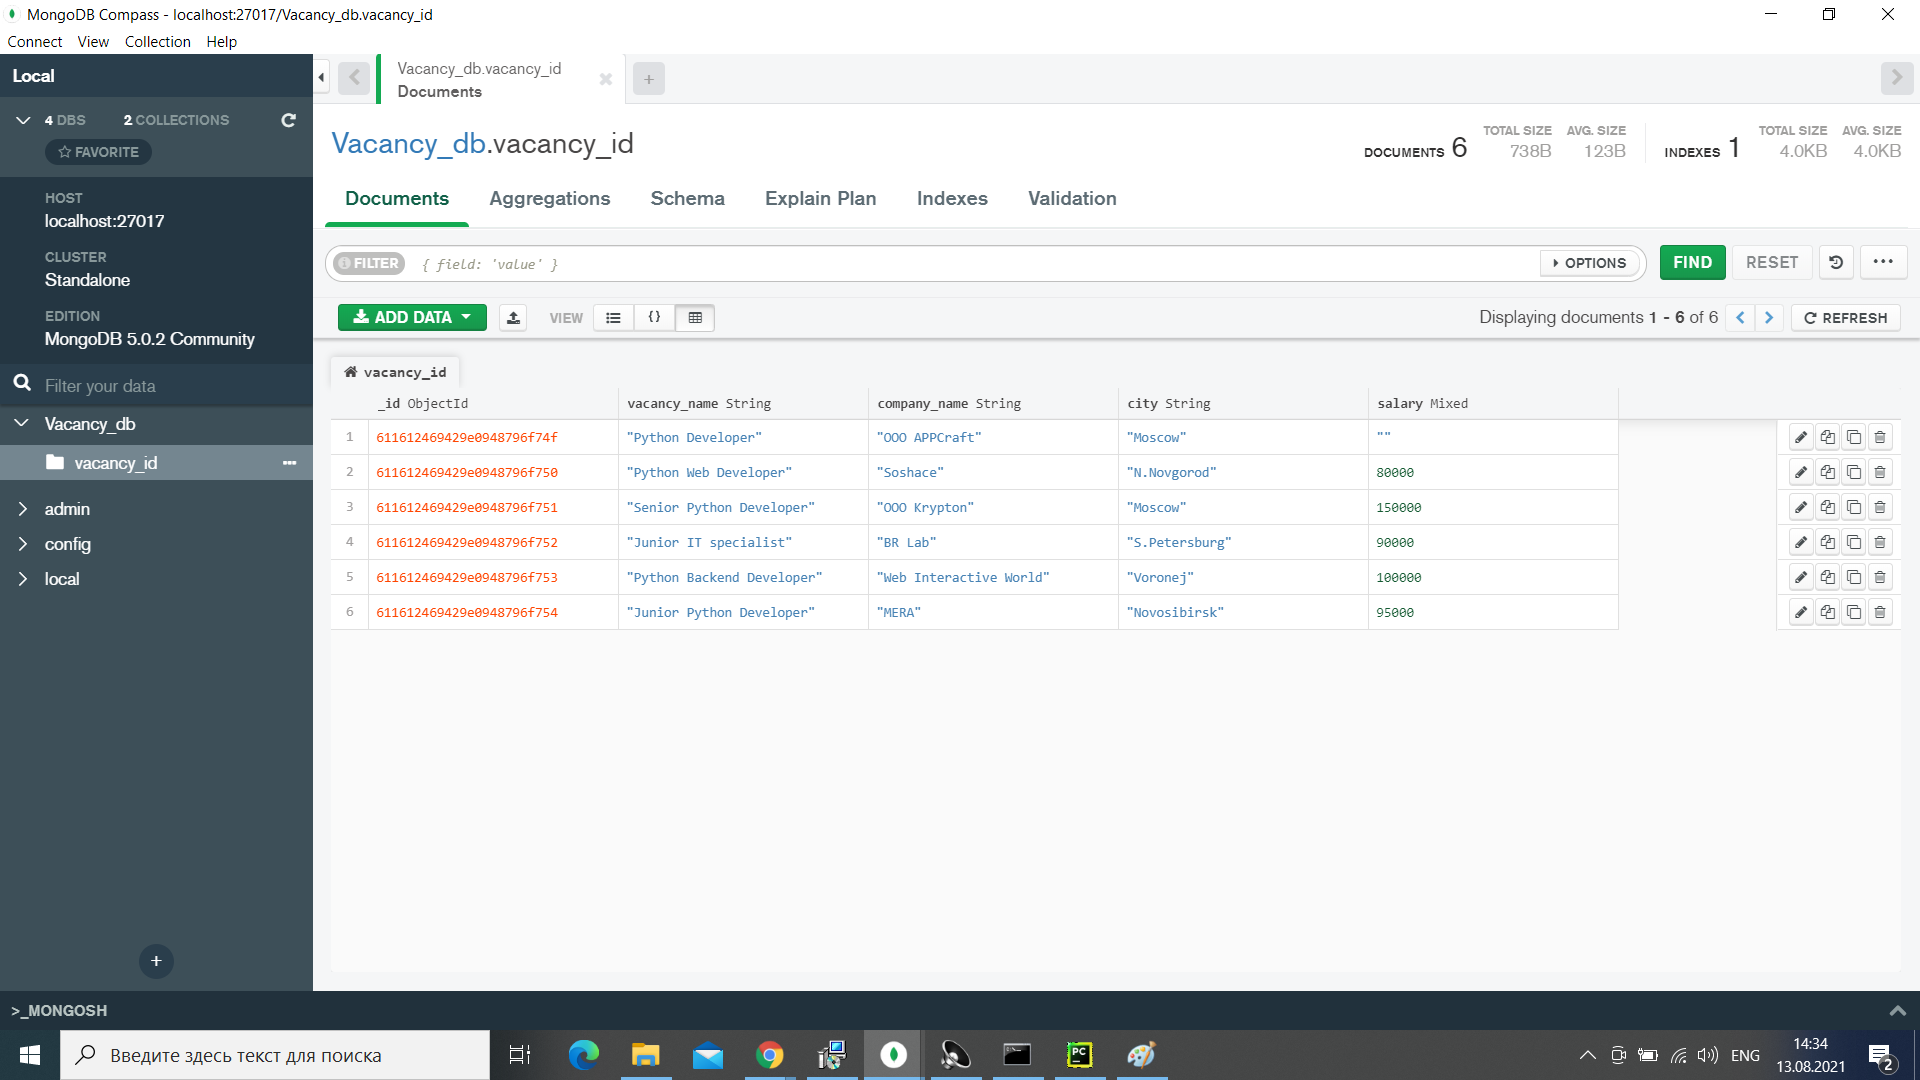 MongoDB Compass - localhost:27017/Vacancy_db.vacancy_id
Connect View Collection Help
Local
4 DBS 2 COLLECTIONS
FAVORITE
HOST
localhost:27017
CLUSTER
Standalone
EDITION
MongoDB 5.0.2 Community
Filter your data
Vacancy_db
vacancy_id
admin
config
local
Vacancy_db.vacancy_id
Documents
Vacancy_db.vacancy_id
DOCUMENTS 6 TOTAL SIZE 738B AVG. SIZE 123B INDEXES 1 TOTAL SIZE 4.0KB AVG. SIZE 4.0KB
Documents Aggregations Schema Explain Plan Indexes Validation
FILTER { field: 'value' } OPTIONS FIND RESET
ADD DATA VIEW {} Displaying documents 1 - 6 of 6 REFRESH
vacancy_id
_id ObjectId vacancy_name String company_name String city String salary Mixed
1 611612469429e0948796f74f "Python Developer" "OOO APPCraft" "Moscow" ""
2 611612469429e0948796f750 "Python Web Developer" "Soshace" "N.Novgorod" 80000
3 611612469429e0948796f751 "Senior Python Developer" "OOO Krypton" "Moscow" 150000
4 611612469429e0948796f752 "Junior IT specialist" "BR Lab" "S.Petersburg" 90000
5 611612469429e0948796f753 "Python Backend Developer" "Web Interactive World" "Voronej" 100000
6 611612469429e0948796f754 "Junior Python Developer" "MERA" "Novosibirsk" 95000
>_MONGOSH
Введите здесь текст для поиска
PC
ENG
14:34
13.08.2021
2